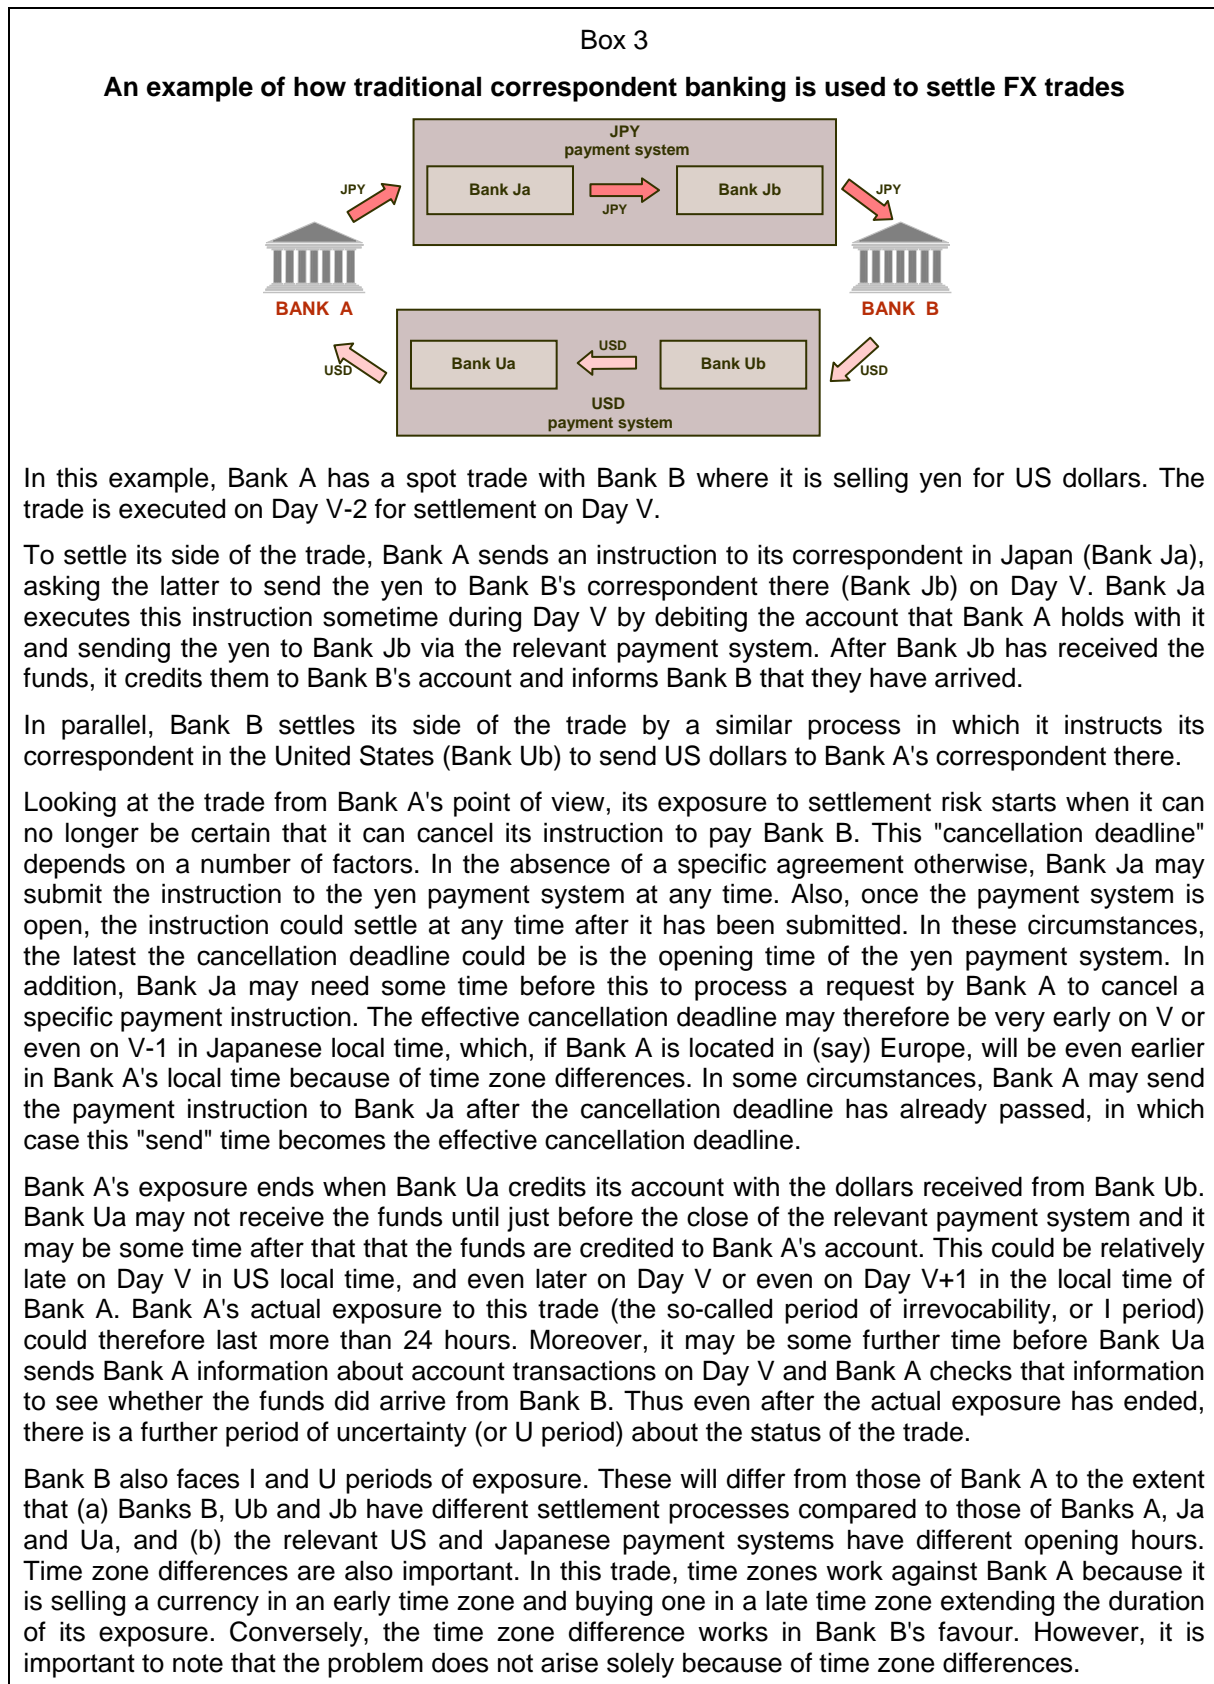 Box 3
An example of how traditional correspondent banking is used to settle FX trades
JPY
payment system
JPY
Bank Ja
JPY
Bank Jb
JPY
BANK A
BANK B
USD
Bank Ua
USD
Bank Ub
USD
USD
payment system
In this example, Bank A has a spot trade with Bank B where it is selling yen for US dollars. The
trade is executed on Day V-2 for settlement on Day V.
To settle its side of the trade, Bank A sends an instruction to its correspondent in Japan (Bank Ja),
asking the latter to send the yen to Bank B's correspondent there (Bank Jb) on Day V. Bank Ja
executes this instruction sometime during Day V by debiting the account that Bank A holds with it
and sending the yen to Bank Jb via the relevant payment system. After Bank Jb has received the
funds, it credits them to Bank B's account and informs Bank B that they have arrived.
In parallel, Bank B settles its side of the trade by a similar process in which it instructs its
correspondent in the United States (Bank Ub) to send US dollars to Bank A's correspondent there.
Looking at the trade from Bank A's point of view, its exposure to settlement risk starts when it can
no longer be certain that it can cancel its instruction to pay Bank B. This "cancellation deadline"
depends on a number of factors. In the absence of a specific agreement otherwise, Bank Ja may
submit the instruction to the yen payment system at any time. Also, once the payment system is
open, the instruction could settle at any time after it has been submitted. In these circumstances,
the latest the cancellation deadline could be is the opening time of the yen payment system. In
addition, Bank Ja may need some time before this to process a request by Bank A to cancel a
specific payment instruction. The effective cancellation deadline may therefore be very early on V or
even on V-1 in Japanese local time, which, if Bank A is located in (say) Europe, will be even earlier
in Bank A's local time because of time zone differences. In some circumstances, Bank A may send
the payment instruction to Bank Ja after the cancellation deadline has already passed, in which
case this "send" time becomes the effective cancellation deadline.
Bank A's exposure ends when Bank Ua credits its account with the dollars received from Bank Ub.
Bank Ua may not receive the funds until just before the close of the relevant payment system and it
may be some time after that that the funds are credited to Bank A's account. This could be relatively
late on Day V in US local time, and even later on Day V or even on Day V+1 in the local time of
Bank A. Bank A's actual exposure to this trade (the so-called period of irrevocability, or I period)
could therefore last more than 24 hours. Moreover, it may be some further time before Bank Ua
sends Bank A information about account transactions on Day V and Bank A checks that information
to see whether the funds did arrive from Bank B. Thus even after the actual exposure has ended,
there is a further period of uncertainty (or U period) about the status of the trade.
Bank B also faces I and U periods of exposure. These will differ from those of Bank A to the extent
that (a) Banks B, Ub and Jb have different settlement processes compared to those of Banks A, Ja
and Ua, and (b) the relevant US and Japanese payment systems have different opening hours.
Time zone differences are also important. In this trade, time zones work against Bank A because it
is selling a currency in an early time zone and buying one in a late time zone extending the duration
of its exposure. Conversely, the time zone difference works in Bank B's favour. However, it is
important to note that the problem does not arise solely because of time zone differences.